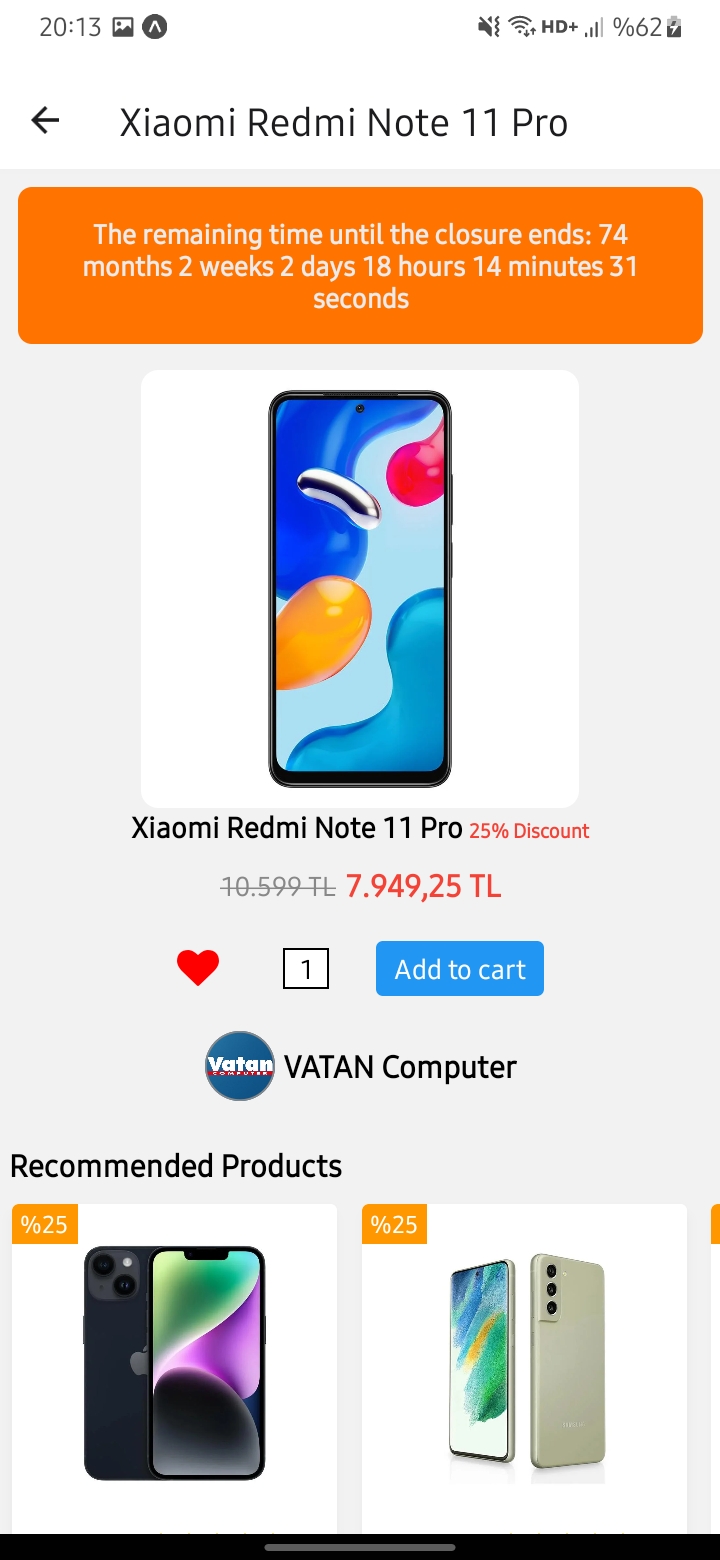 20:13 HD+ %62
Xiaomi Redmi Note 11 Pro
The remaining time until the closure ends: 74
months 2 weeks 2 days 18 hours 14 minutes 31
seconds
Xiaomi Redmi Note 11 Pro 25% Discount
10.599 TL 7.949,25 TL
1 Add to cart
Vatan
COMPUTER
VATAN Computer
Recommended Products
%25 %25
SAMSUNG